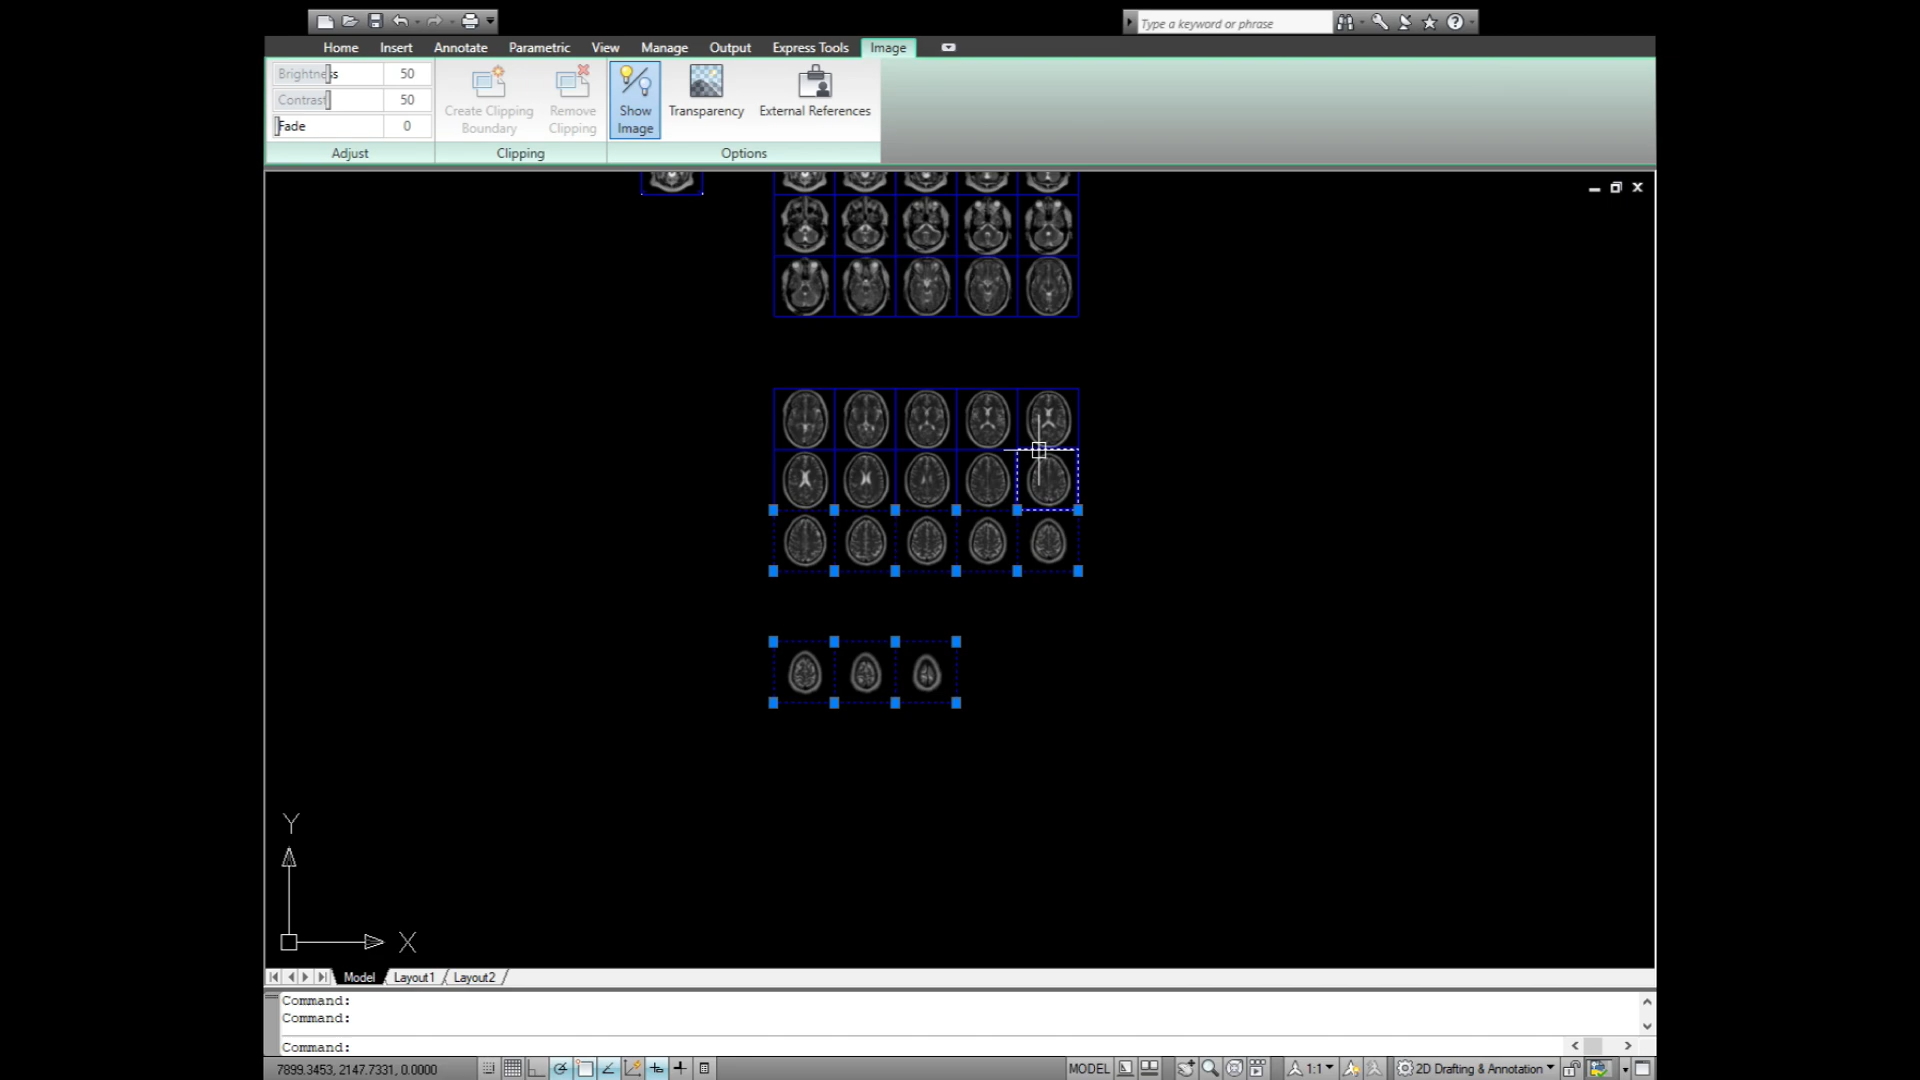 Type a keyword or phrase
Home Insert Annotate Parametric View Manage Output Express Tools Image
Brightness 50
Contrast 50
Fade 0
Create Clipping
Boundary
Remove
Clipping
Show
Image
Transparency
External References
Adjust Clipping Options
Y
X
Model Layout1 Layout2
Command:
Command:
Command:
7899.3453, 2147.7331, 0.0000
MODEL
1:1
2D Drafting & Annotation